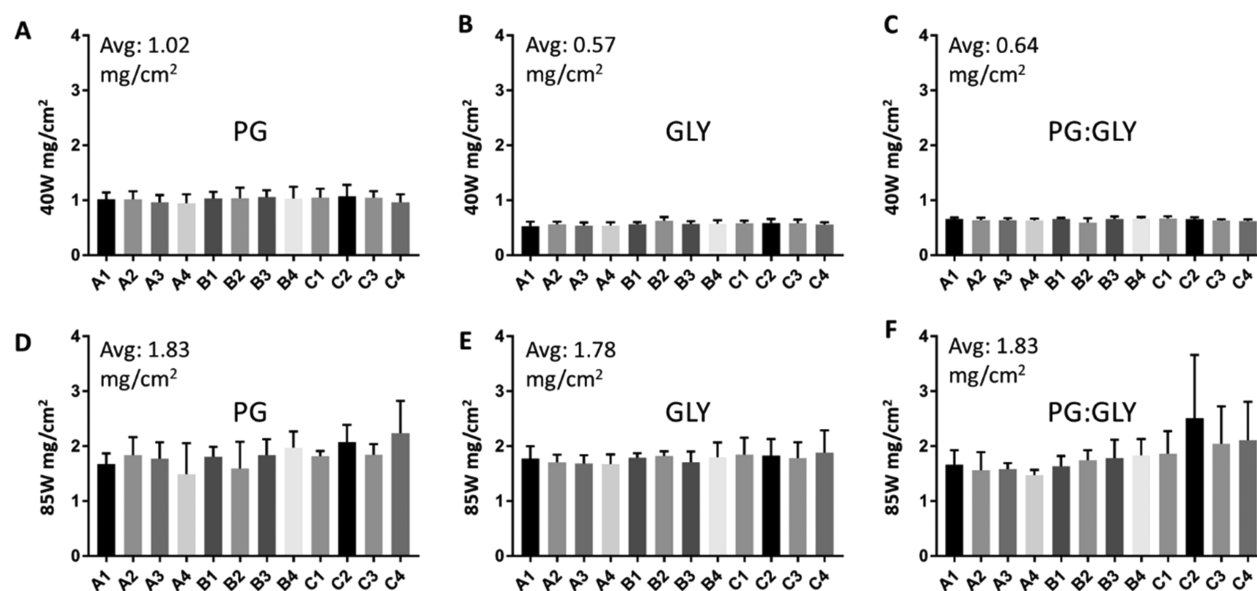 A
Avg: 1.02
mg/cm²
PG
40W mg/cm²
4
3
2
1
0
A1 A2 A3 A4 B1 B2 B3 B4 C1 C2 C3 C4
B
Avg: 0.57
mg/cm²
GLY
40W mg/cm²
4
3
2
1
0
A1 A2 A3 A4 B1 B2 B3 B4 C1 C2 C3 C4
C
Avg: 0.64
mg/cm²
PG:GLY
40W mg/cm²
4
3
2
1
0
A1 A2 A3 A4 B1 B2 B3 B4 C1 C2 C3 C4
D
Avg: 1.83
mg/cm²
PG
85W mg/cm²
4
3
2
1
0
A1 A2 A3 A4 B1 B2 B3 B4 C1 C2 C3 C4
E
Avg: 1.78
mg/cm²
GLY
85W mg/cm²
4
3
2
1
0
A1 A2 A3 A4 B1 B2 B3 B4 C1 C2 C3 C4
F
Avg: 1.83
mg/cm²
PG:GLY
85W mg/cm²
4
3
2
1
0
A1 A2 A3 A4 B1 B2 B3 B4 C1 C2 C3 C4